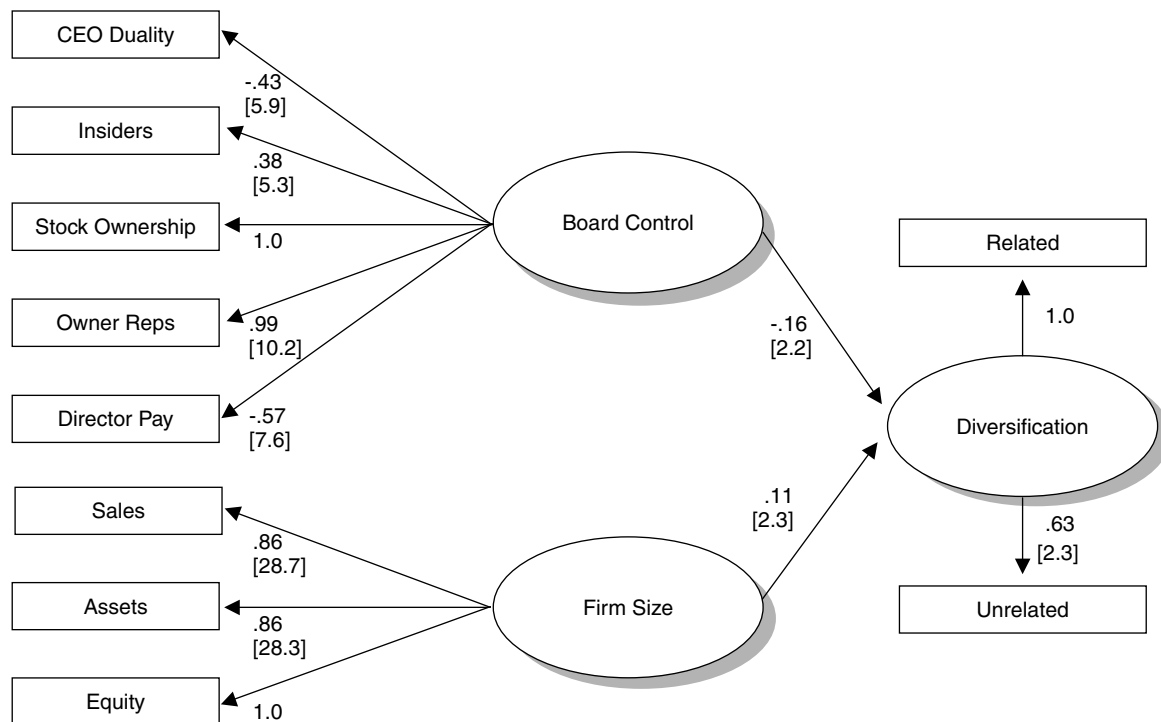 CEO Duality
-.43
[5.9]
Insiders
.38
[5.3]
Stock Ownership
1.0
Owner Reps
.99
[10.2]
Director Pay
-.57
[7.6]
Sales
.86
[28.7]
Assets
.86
[28.3]
Equity
1.0
Board Control
-.16
[2.2]
Firm Size
.11
[2.3]
Related
1.0
Diversification
.63
[2.3]
Unrelated